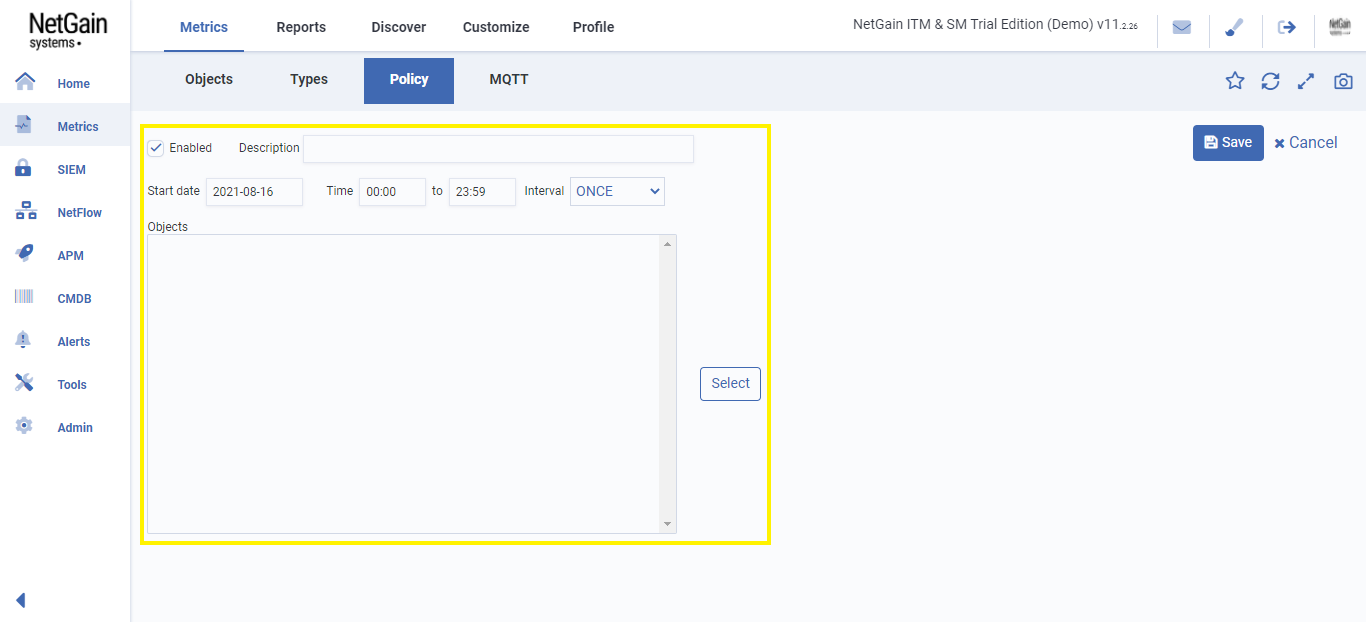 NetGain
systems
Metrics Reports Discover Customize Profile
NetGain ITM & SM Trial Edition (Demo) v11.2.26
NetGain
Objects Types Policy MQTT
Home
Metrics
SIEM
NetFlow
APM
CMDB
Alerts
Tools
Admin
Enabled Description
Start date 2021-08-16 Time 00:00 to 23:59 Interval ONCE
Objects
Select
Save Cancel